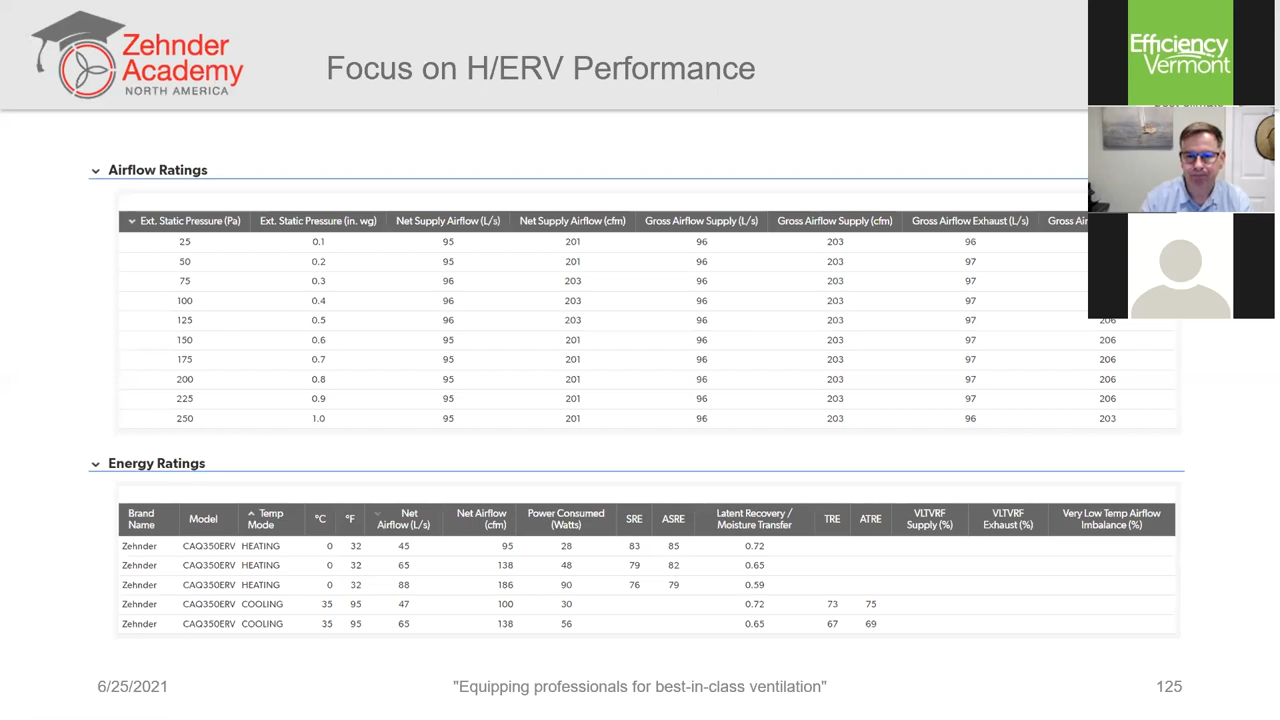 Zehnder
Academy
NORTH AMERICA
Focus on H/ERV Performance
Efficiency
Vermont
Airflow Ratings
Ext. Static Pressure (Pa) Ext. Static Pressure (in. wg) Net Supply Airflow (L/s) Net Supply Airflow (cfm) Gross Airflow Supply (L/s) Gross Airflow Supply (cfm) Gross Airflow Exhaust (L/s) Gross
25 0.1 95 201 96 203 96
50 0.2 95 201 96 203 97
75 0.3 96 203 96 203 97
100 0.4 96 203 96 203 97
125 0.5 96 203 96 203 97 206
150 0.6 95 201 96 203 97 206
175 0.7 95 201 96 203 97 206
200 0.8 95 201 96 203 97 206
225 0.9 95 201 96 203 97 206
250 1.0 95 201 96 203 96 203
Energy Ratings
Brand Name Model Temp Mode °C °F Net Airflow (L/s) Net Airflow (cfm) Power Consumed (Watts) SRE ASRE Latent Recovery / Moisture Transfer TRE ATRE VLTVRF Supply (%) VLTVRF Exhaust (%) Very Low Temp Airflow Imbalance (%)
Zehnder CAQ350ERV HEATING 0 32 45 95 28 83 85 0.72
Zehnder CAQ350ERV HEATING 0 32 65 138 48 79 82 0.65
Zehnder CAQ350ERV HEATING 0 32 88 186 90 76 79 0.59
Zehnder CAQ350ERV COOLING 35 95 47 100 30 0.72 73 75
Zehnder CAQ350ERV COOLING 35 95 65 138 56 0.65 67 69
6/25/2021 "Equipping professionals for best-in-class ventilation" 125